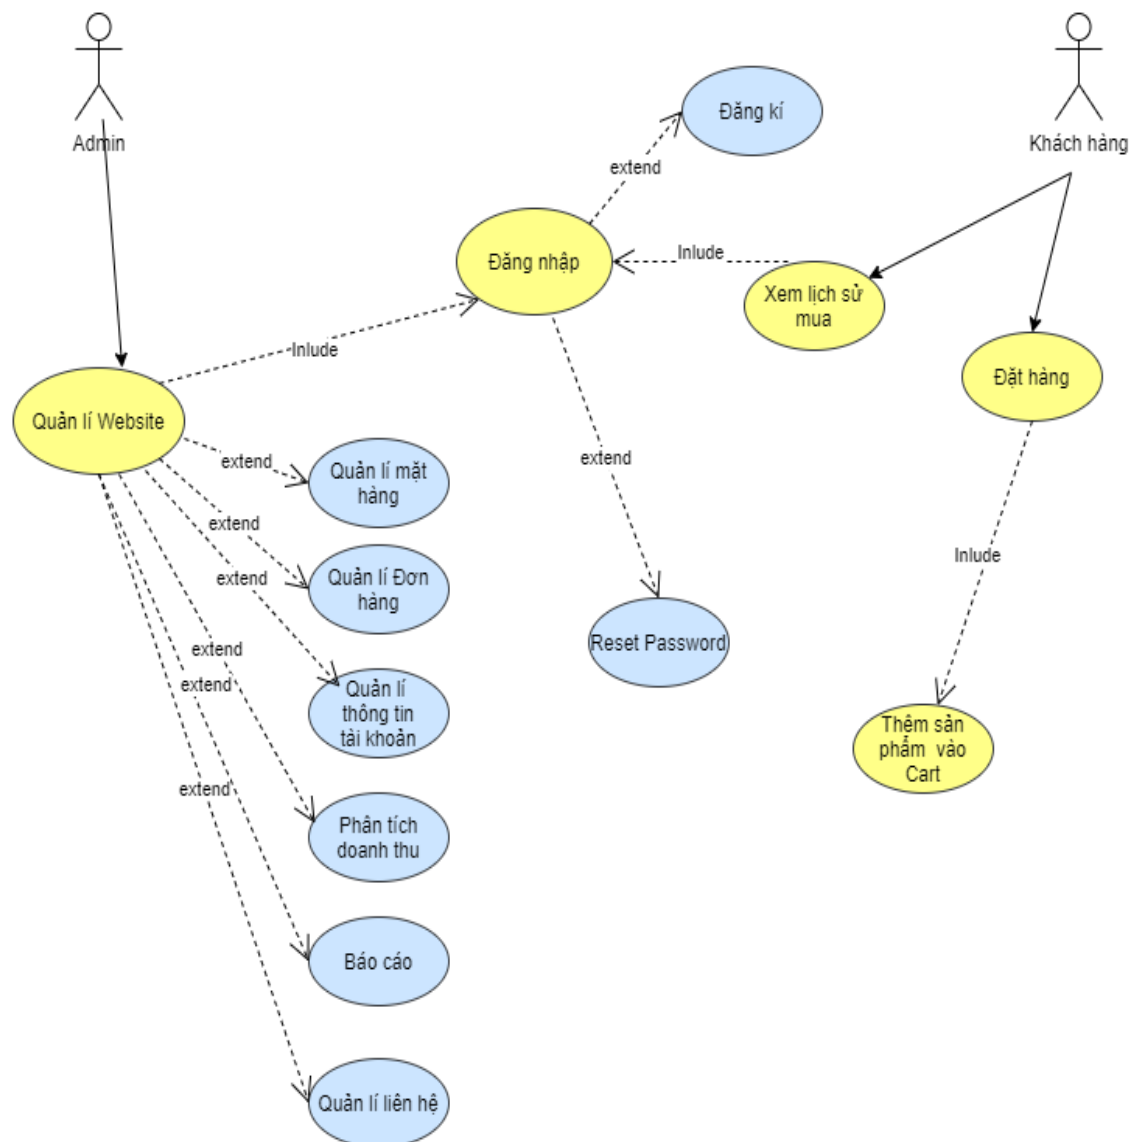 Admin
Khách hàng
Đăng kí
extend
Đăng nhập
Inlude
Xem lịch sử
mua
Inlude
Đặt hàng
Quản lí Website
extend
Quản lí mặt
hàng
extend
extend
Quản lí Đơn
hàng
extend
Inlude
Reset Password
extend
extend
Quản lí
thông tin
tài khoản
Thêm sản
phẩm vào
Cart
extend
Phân tích
doanh thu
Báo cáo
Quản lí liên hệ